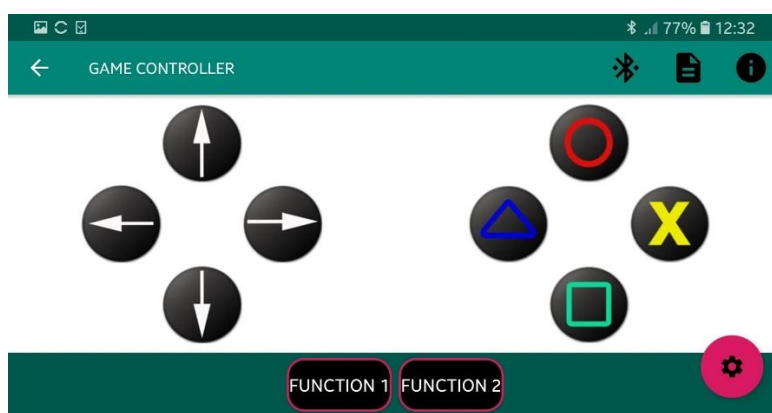 77% 12:32
GAME CONTROLLER
X
FUNCTION 1 FUNCTION 2